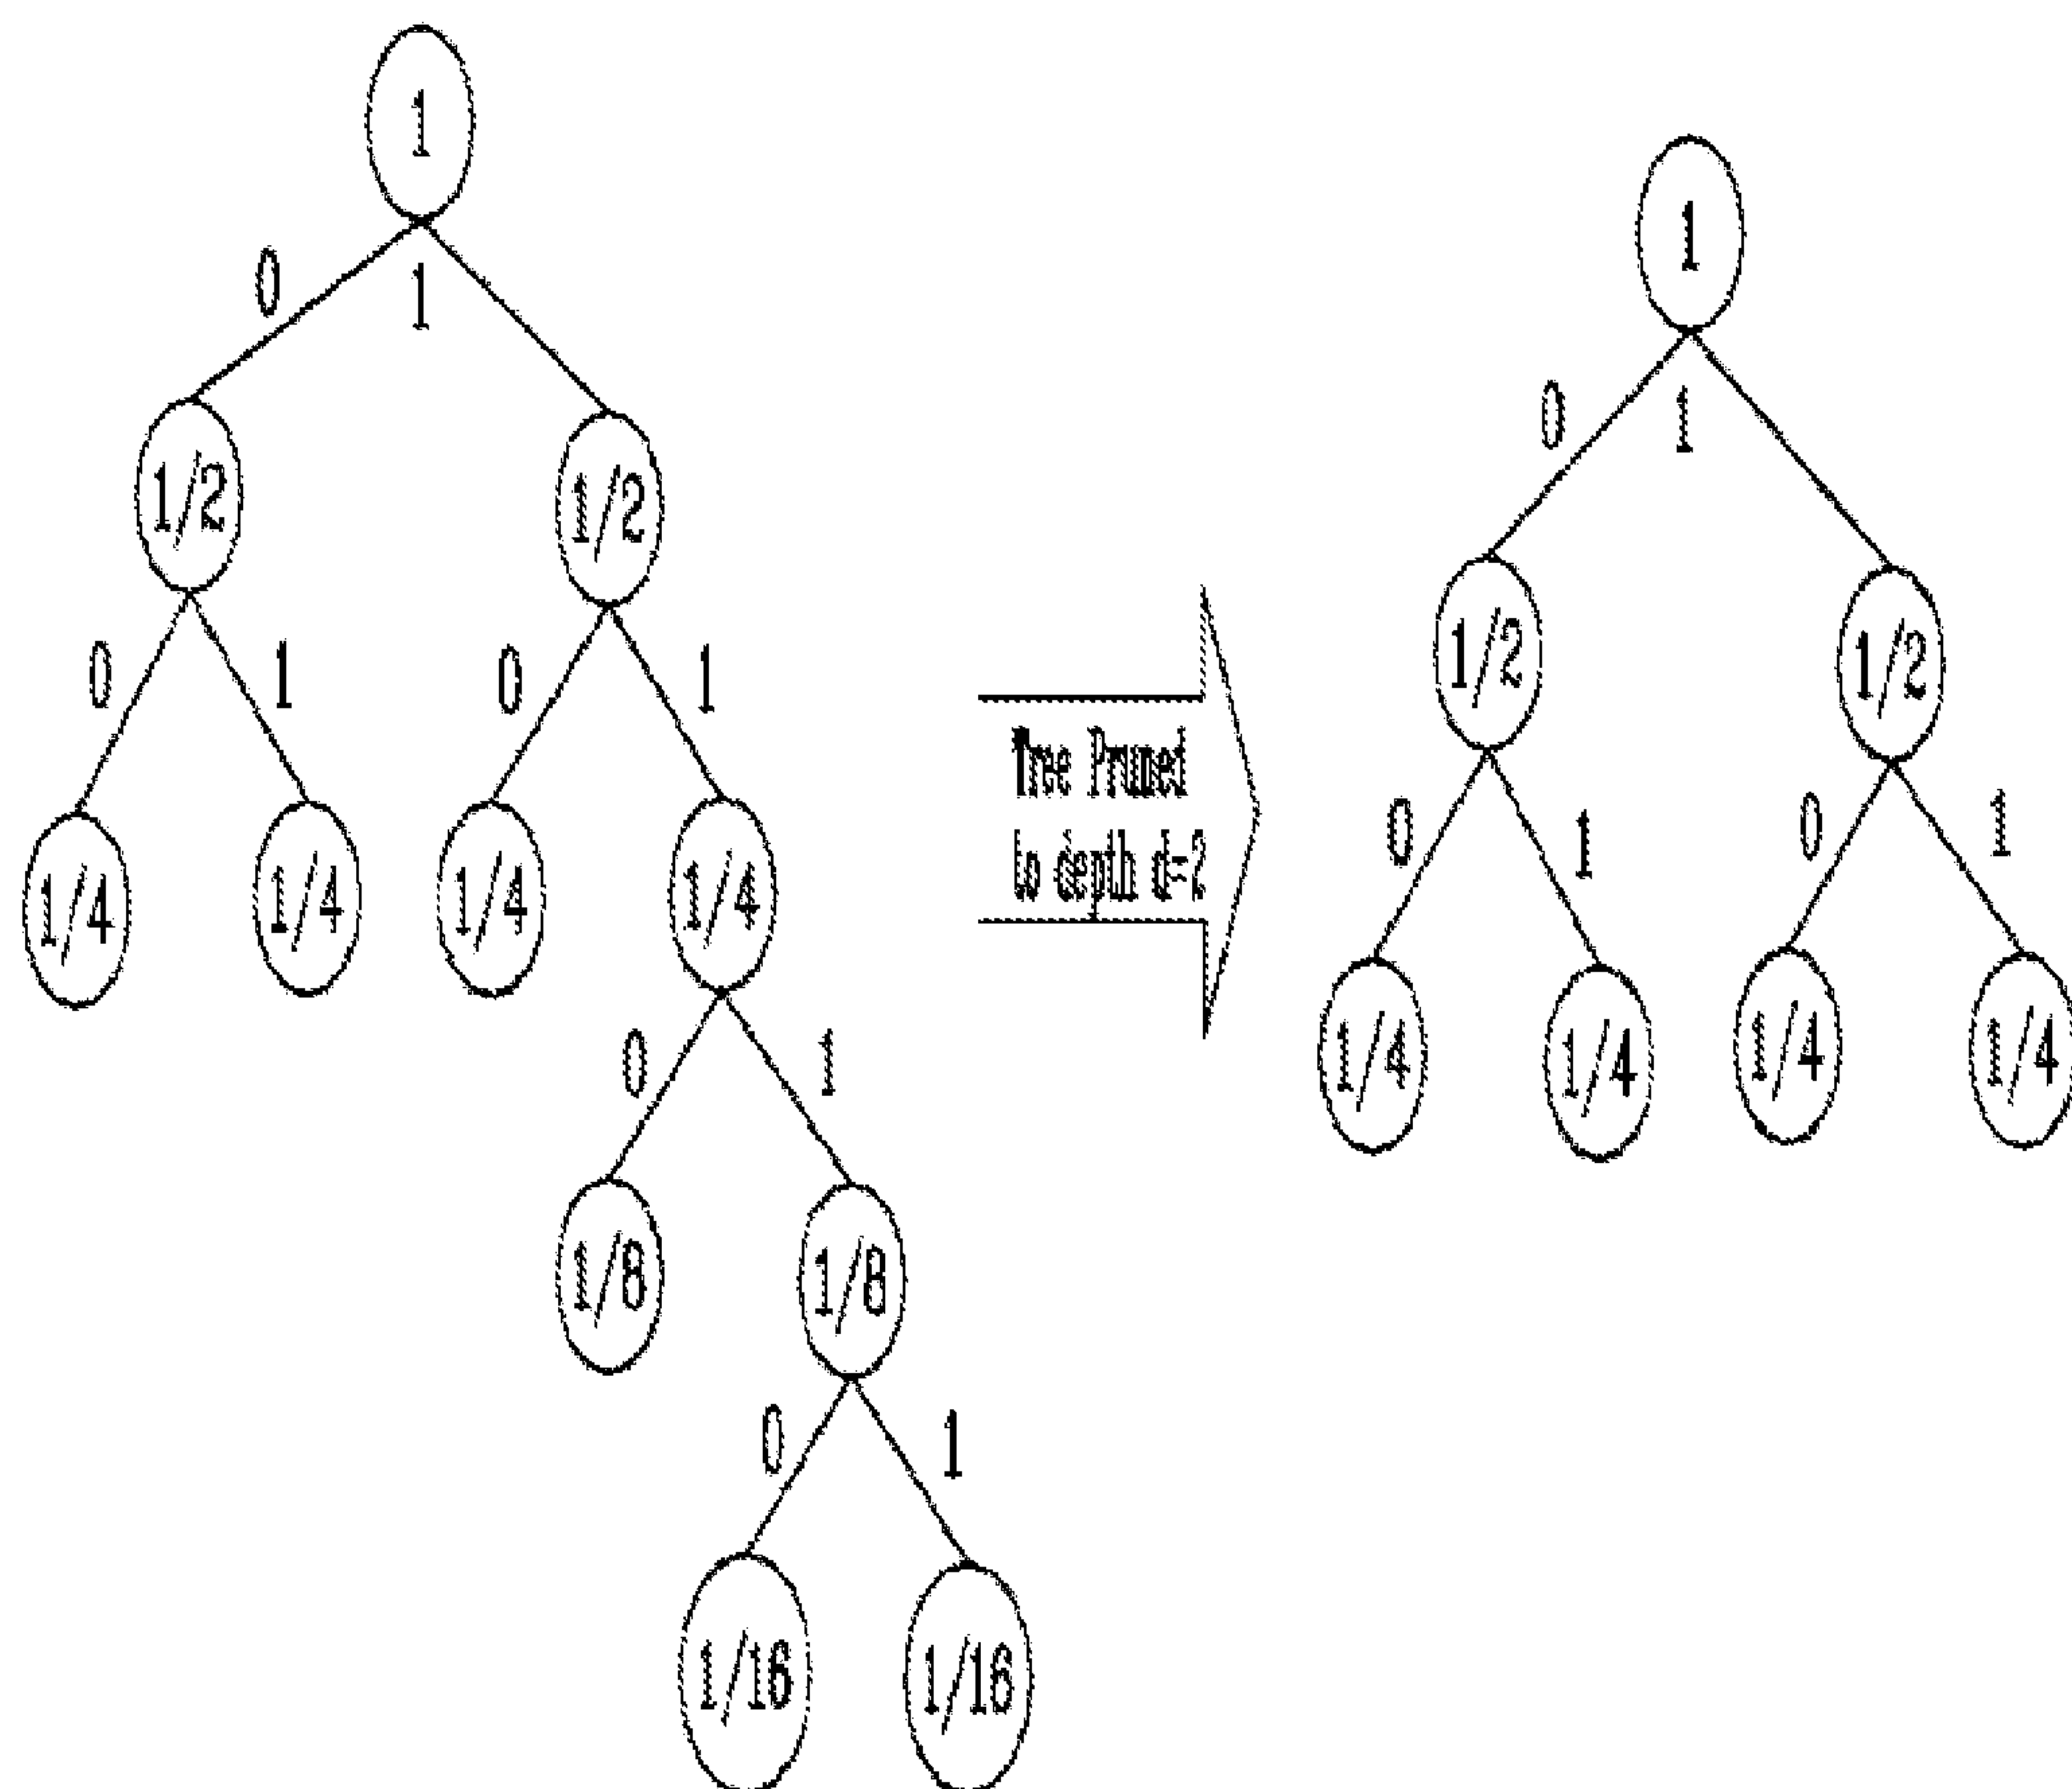 1
0 1
1/2 1/2
0 1 0 1
1/4 1/4 1/4 1/4
0 1
1/8 1/8
0 1
1/16 1/16
Tree Pruned
to depth d=2
1
0 1
1/2 1/2
0 1 0 1
1/4 1/4 1/4 1/4